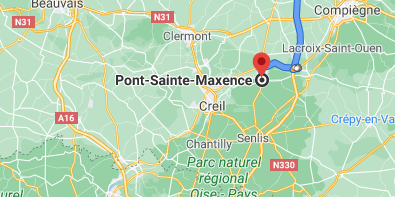 Beauvais
N31
N31
Compiègne
Clermont
Lacroix-Saint-Ouen
Pont-Sainte-Maxence
Creil
A16
Crépy-en-Va
Senlis
Chantilly
Parc naturel
N330
régional
Oise - Pays